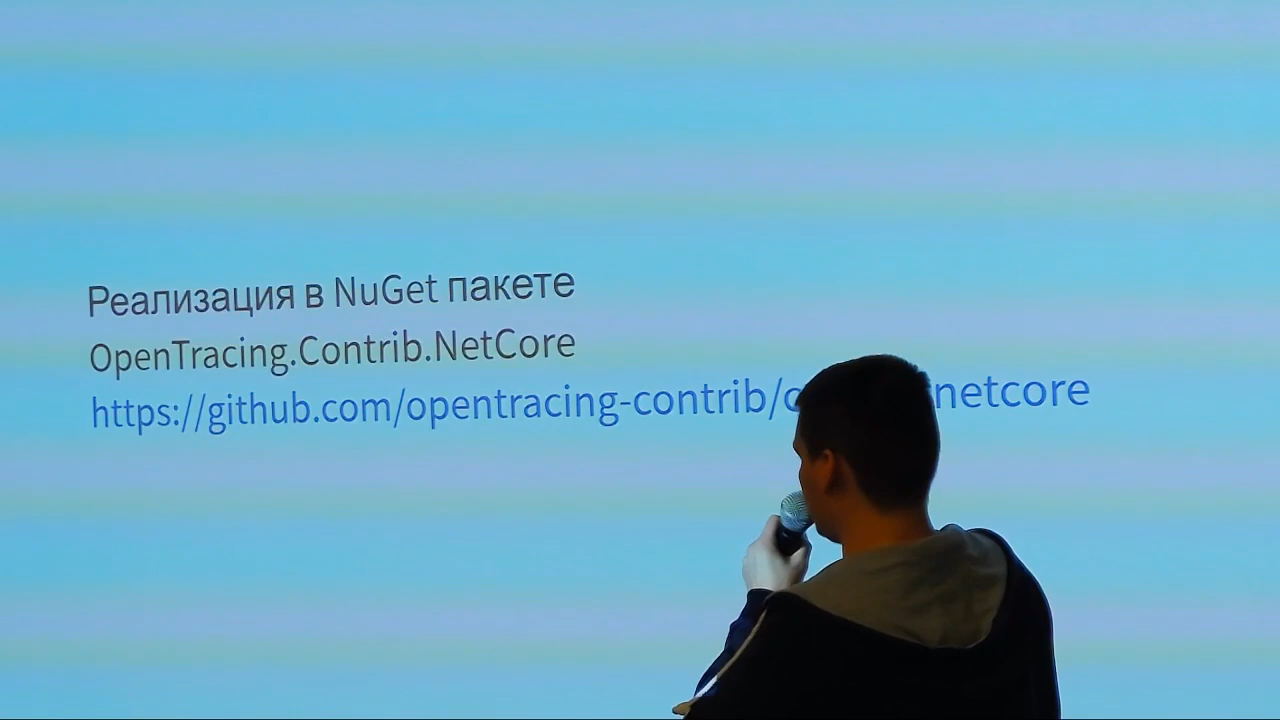 Реализация в NuGet пакете
OpenTracing.Contrib.NetCore
https://github.com/opentracing-contrib/c netcore